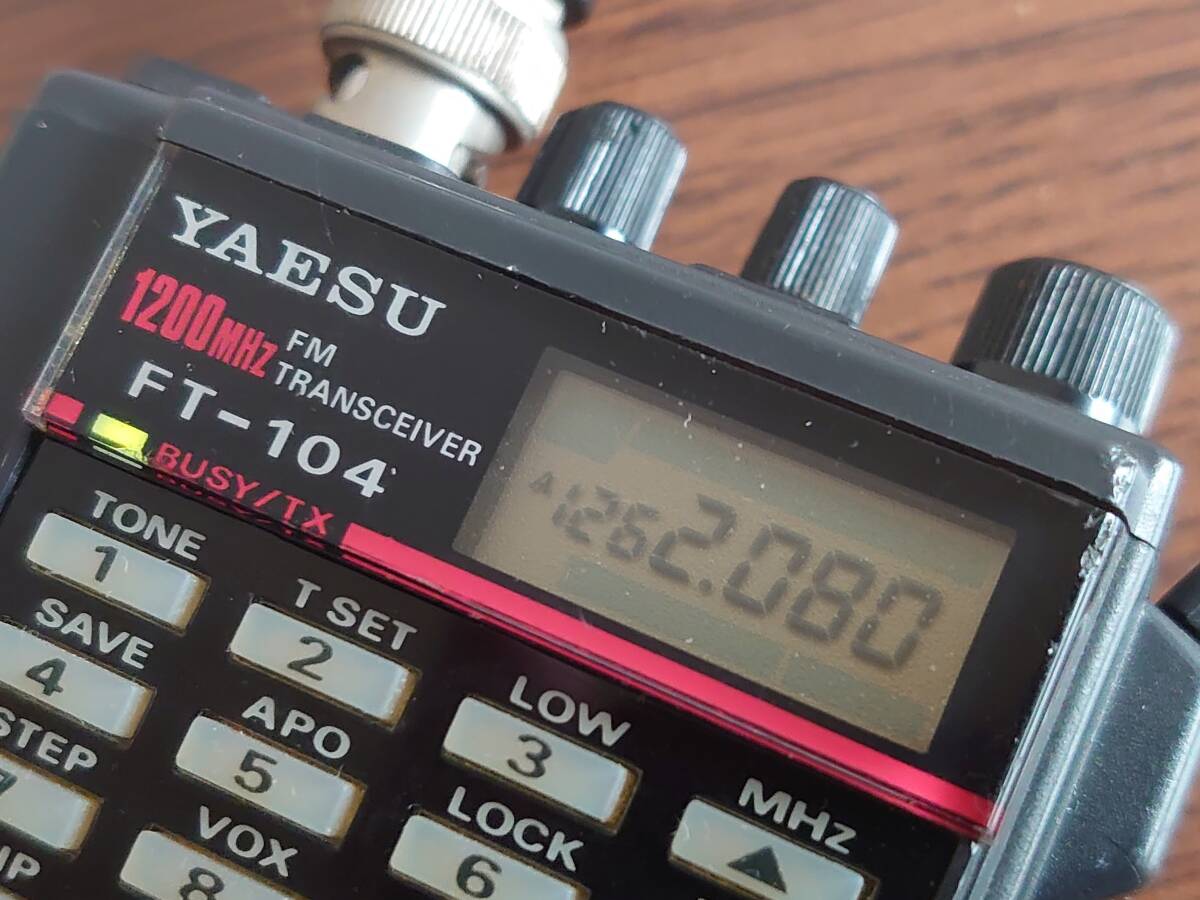 YAESU
1200MHz FM
TRANSCEIVER
FT-104
BUSY/TX
A 1262.080
TONE
1
T SET
2
LOW
3
MHz
▲
SAVE
4
APO
5
LOCK
6
STEP
7
VOX
8